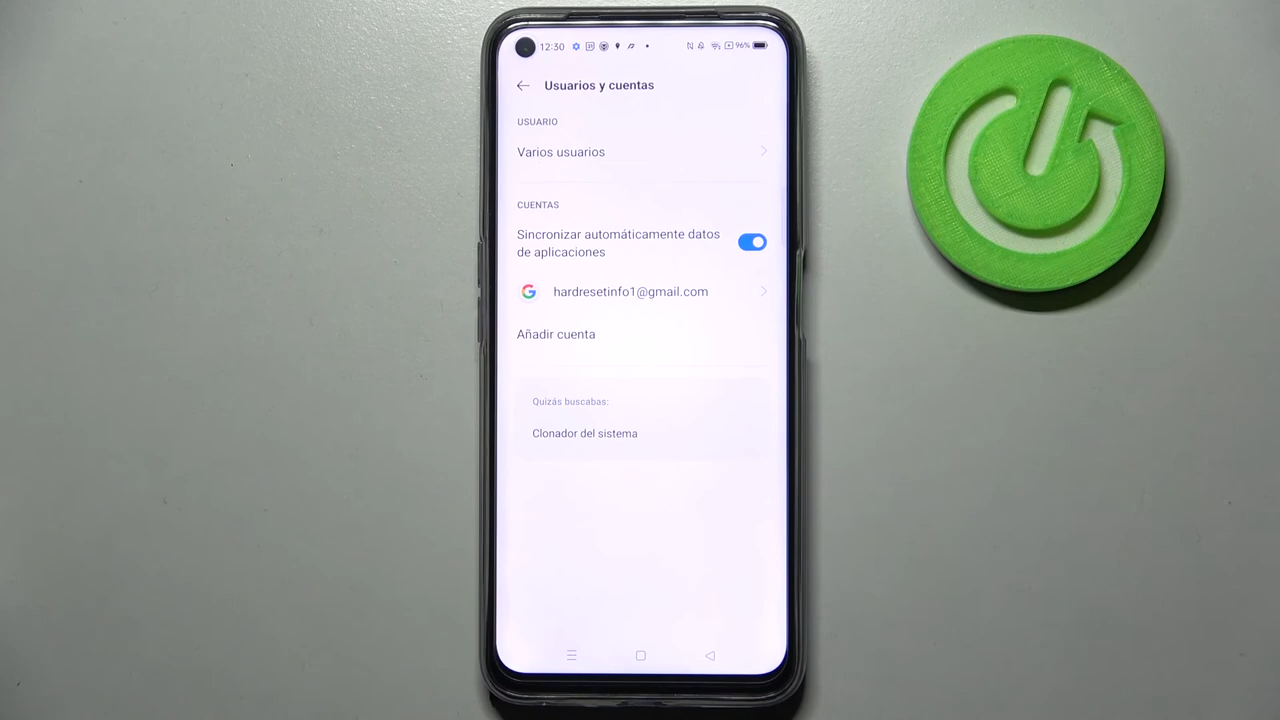 12:30 96%
Usuarios y cuentas
USUARIO
Varios usuarios
CUENTAS
Sincronizar automáticamente datos
de aplicaciones
G hardresetinfo1@gmail.com
Añadir cuenta
Quizás buscabas:
Clonador del sistema